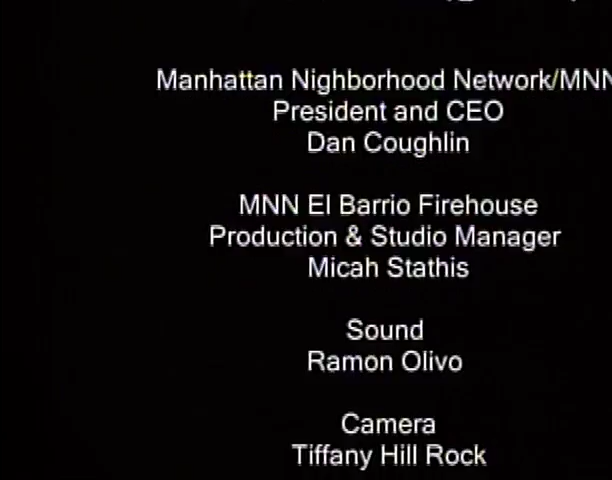 Manhattan Nighborhood Network/MNN
President and CEO
Dan Coughlin
MNN El Barrio Firehouse
Production & Studio Manager
Micah Stathis
Sound
Ramon Olivo
Camera
Tiffany Hill Rock